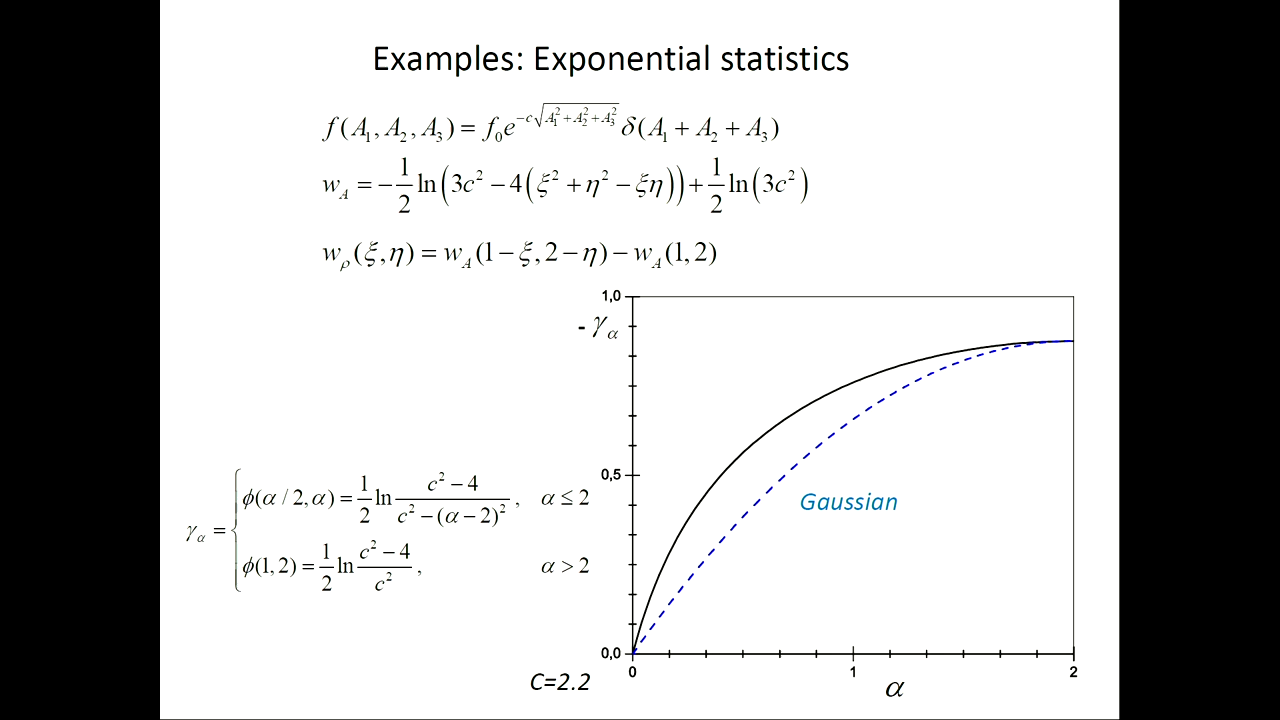 Examples: Exponential statistics
f(A₁, A₂, A₃) = f₀e^{−c√(A₁²+A₂²+A₃²)} δ(A₁ + A₂ + A₃)
w_A = −1/2 ln(3c² − 4(ξ² + η² − ξη)) + 1/2 ln(3c²)
w_ρ(ξ,η) = w_A(1−ξ, 2−η) − w_A(1,2)
1,0
- γ_α
0,5
Gaussian
γ_α = { ϕ(α / 2, α) = 1/2 ln (c² − 4)/(c² − (α − 2)²) , α ≤ 2
ϕ(1, 2) = 1/2 ln (c² − 4)/c² , α > 2
0,0
0 1 2
C=2.2
α